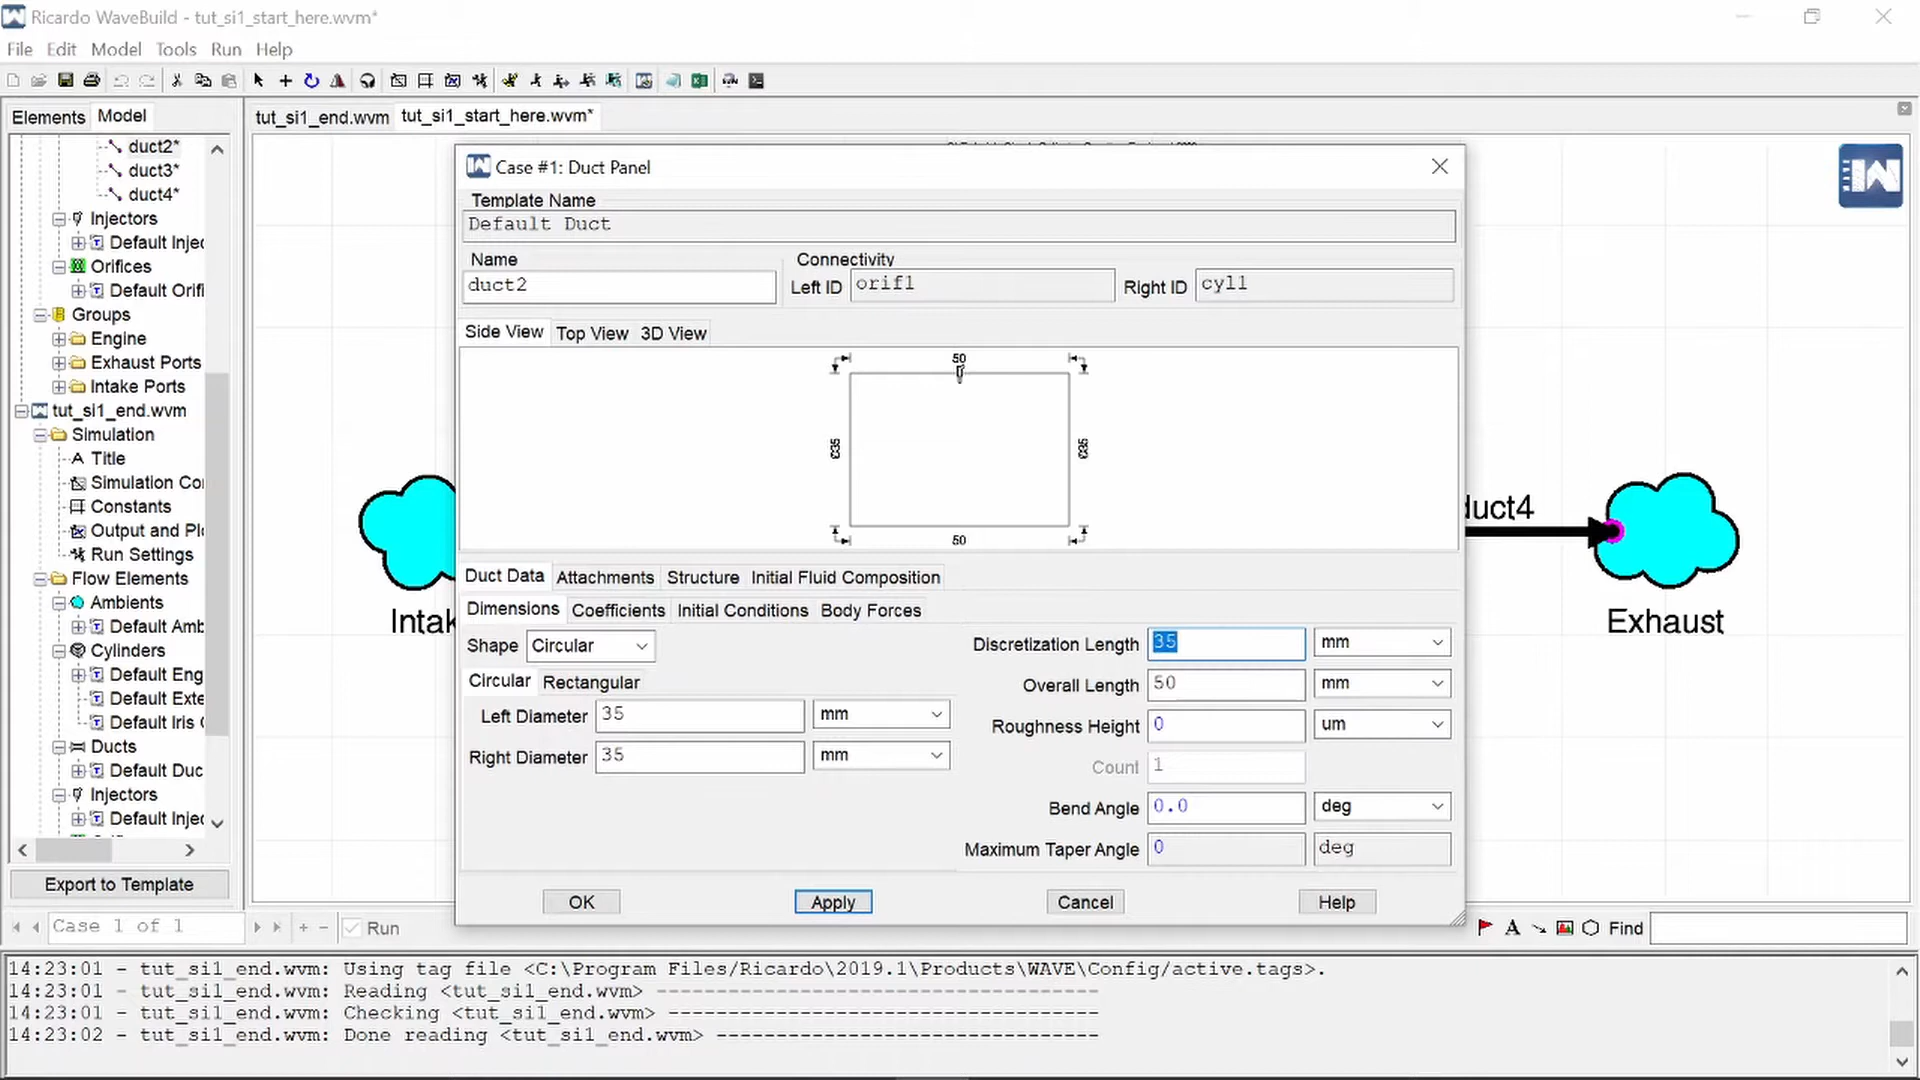 Ricardo WaveBuild - tut_si1_start_here.wvm*
File Edit Model Tools Run Help
Elements Model
tut_si1_end.wvm tut_si1_start_here.wvm*
duct2*
duct3*
duct4*
Injectors
Default Injec
Orifices
Default Orifi
Groups
Engine
Exhaust Ports
Intake Ports
tut_si1_end.wvm
Simulation
Title
Simulation Co
Constants
Output and Pl
Run Settings
Flow Elements
Ambients
Default Amb
Cylinders
Default Eng
Default Exte
Default Iris
Ducts
Default Duc
Injectors
Default Injec
Export to Template
Case 1 of 1
Run
Case #1: Duct Panel
Template Name
Default Duct
Name
duct2
Connectivity
Left ID orif1 Right ID cyl1
Side View Top View 3D View
50
35 35
50
Duct Data Attachments Structure Initial Fluid Composition
Dimensions Coefficients Initial Conditions Body Forces
Shape Circular
Circular Rectangular
Left Diameter 35 mm
Right Diameter 35 mm
Discretization Length 35 mm
Overall Length 50 mm
Roughness Height 0 um
Count 1
Bend Angle 0.0 deg
Maximum Taper Angle 0 deg
OK Apply Cancel Help
Intak
duct4
Exhaust
Find
14:23:01 - tut_si1_end.wvm: Using tag file <C:\Program Files/Ricardo\2019.1\Products\WAVE\Config/active.tags>.
14:23:01 - tut_si1_end.wvm: Reading <tut_si1_end.wvm> -----------------------------------
14:23:01 - tut_si1_end.wvm: Checking <tut_si1_end.wvm> ----------------------------------
14:23:02 - tut_si1_end.wvm: Done reading <tut_si1_end.wvm> ------------------------------